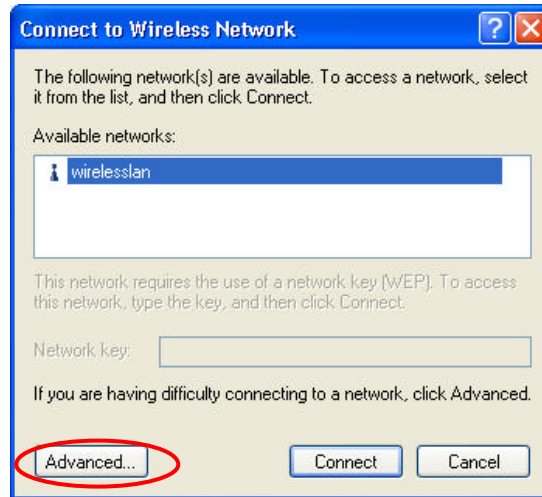 Connect to Wireless Network
The following network(s) are available. To access a network, select
it from the list, and then click Connect.
Available networks:
wirelesslan
This network requires the use of a network key (WEP). To access
this network, type the key, and then click Connect.
Network key:
If you are having difficulty connecting to a network, click Advanced.
Advanced... Connect Cancel